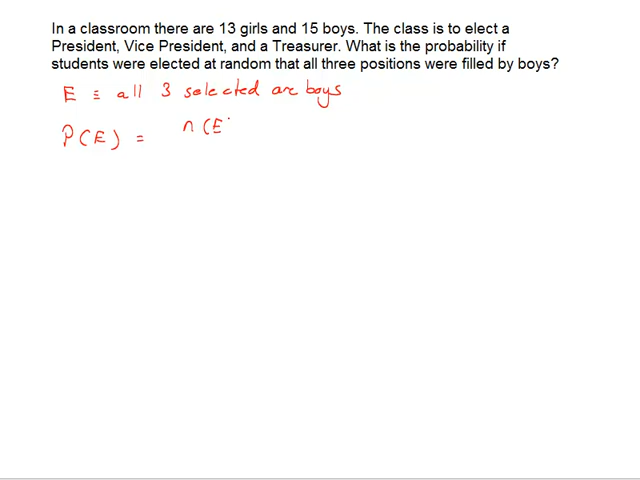 In a classroom there are 13 girls and 15 boys. The class is to elect a
President, Vice President, and a Treasurer. What is the probability if
students were elected at random that all three positions were filled by boys?
E ≡ all 3 selected are boys
n (E
P(E) =